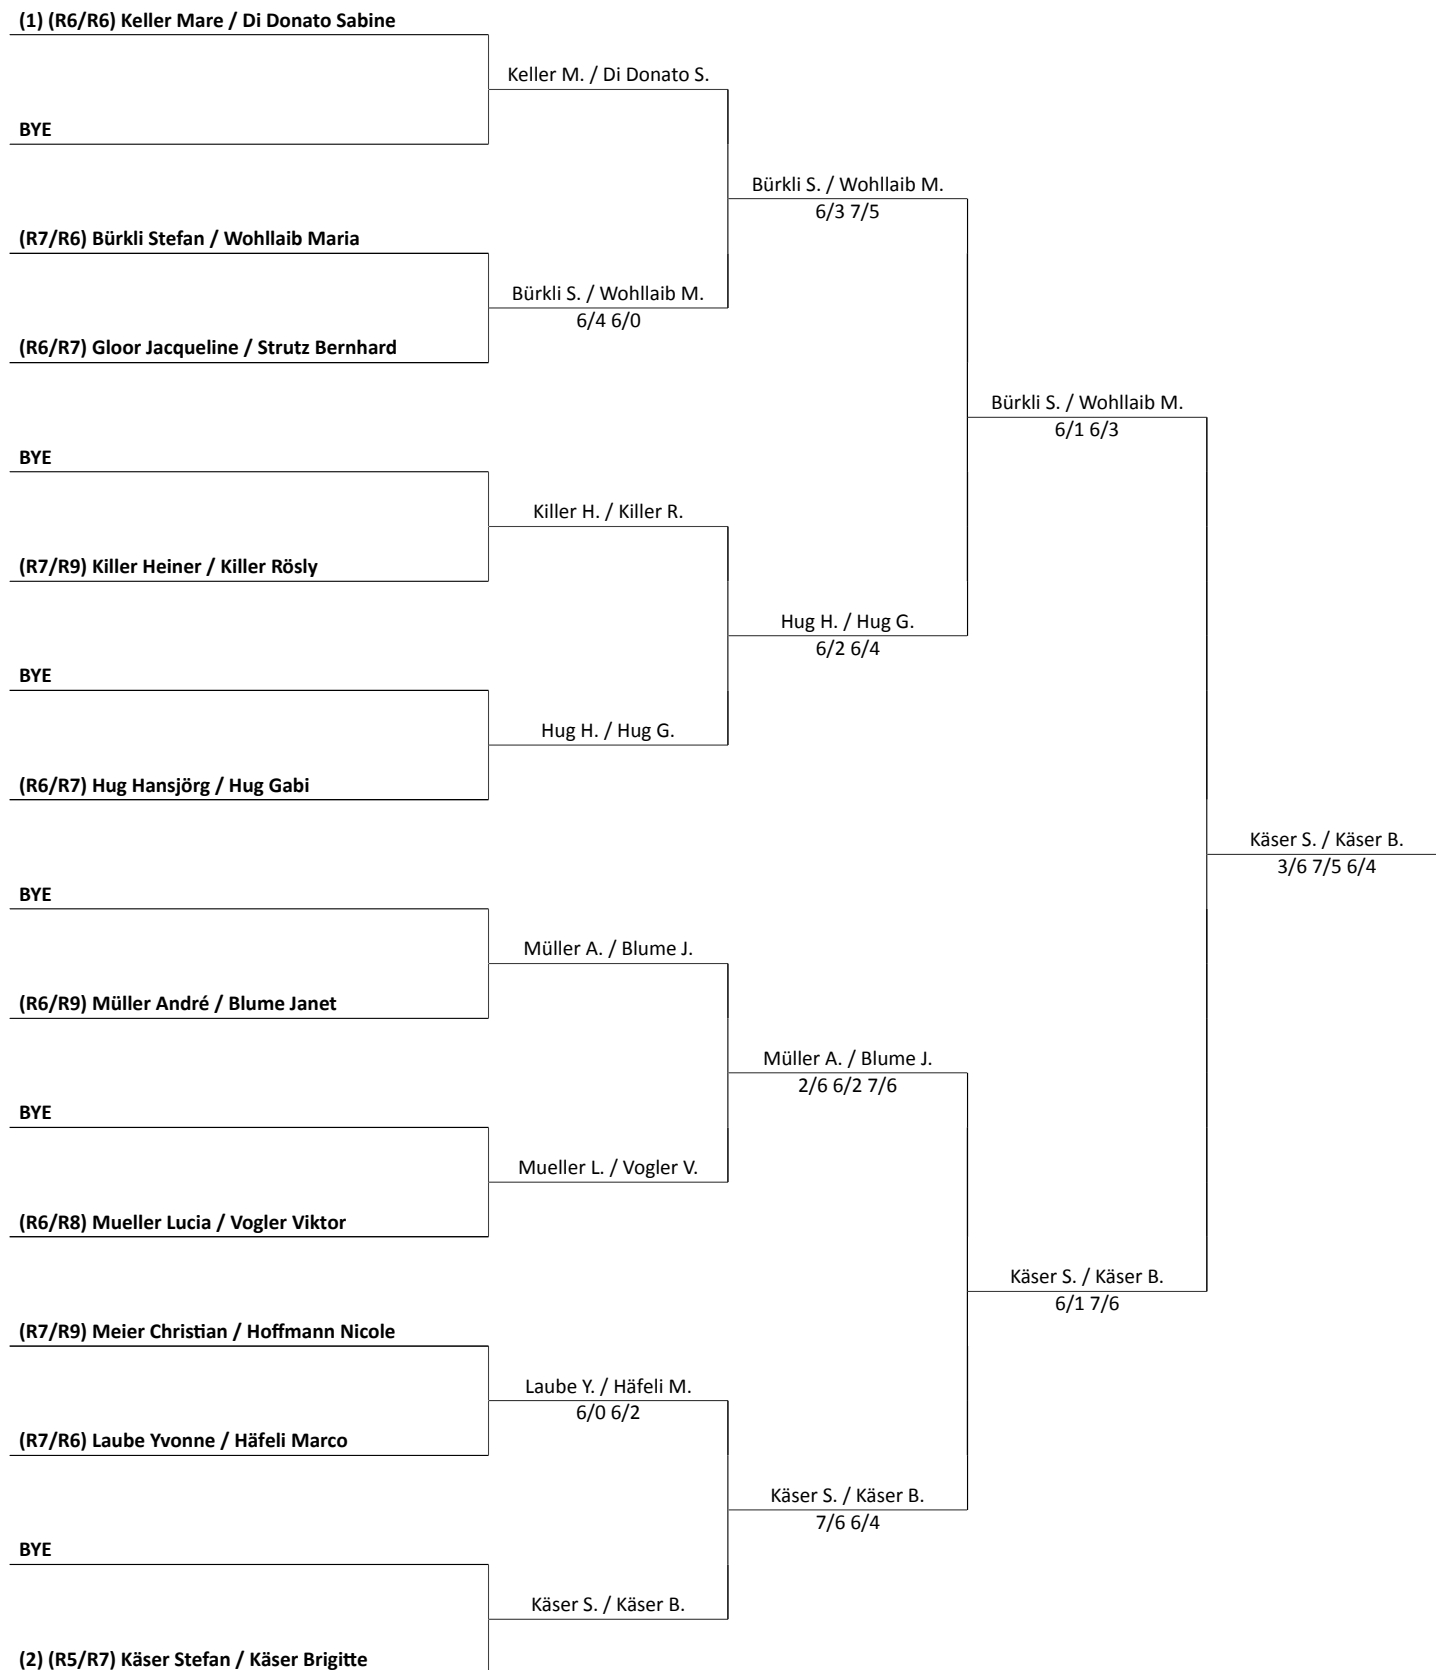 (1) (R6/R6) Keller Mare / Di Donato Sabine
Keller M. / Di Donato S.
BYE
Bürkli S. / Wohllaib M.
6/3 7/5
(R7/R6) Bürkli Stefan / Wohllaib Maria
Bürkli S. / Wohllaib M.
6/4 6/0
(R6/R7) Gloor Jacqueline / Strutz Bernhard
Bürkli S. / Wohllaib M.
6/1 6/3
BYE
Killer H. / Killer R.
(R7/R9) Killer Heiner / Killer Rösly
Hug H. / Hug G.
6/2 6/4
BYE
Hug H. / Hug G.
(R6/R7) Hug Hansjörg / Hug Gabi
Käser S. / Käser B.
3/6 7/5 6/4
BYE
Müller A. / Blume J.
(R6/R9) Müller André / Blume Janet
Müller A. / Blume J.
2/6 6/2 7/6
BYE
Mueller L. / Vogler V.
(R6/R8) Mueller Lucia / Vogler Viktor
Käser S. / Käser B.
6/1 7/6
(R7/R9) Meier Christian / Hoffmann Nicole
Laube Y. / Häfeli M.
6/0 6/2
(R7/R6) Laube Yvonne / Häfeli Marco
Käser S. / Käser B.
7/6 6/4
BYE
Käser S. / Käser B.
(2) (R5/R7) Käser Stefan / Käser Brigitte